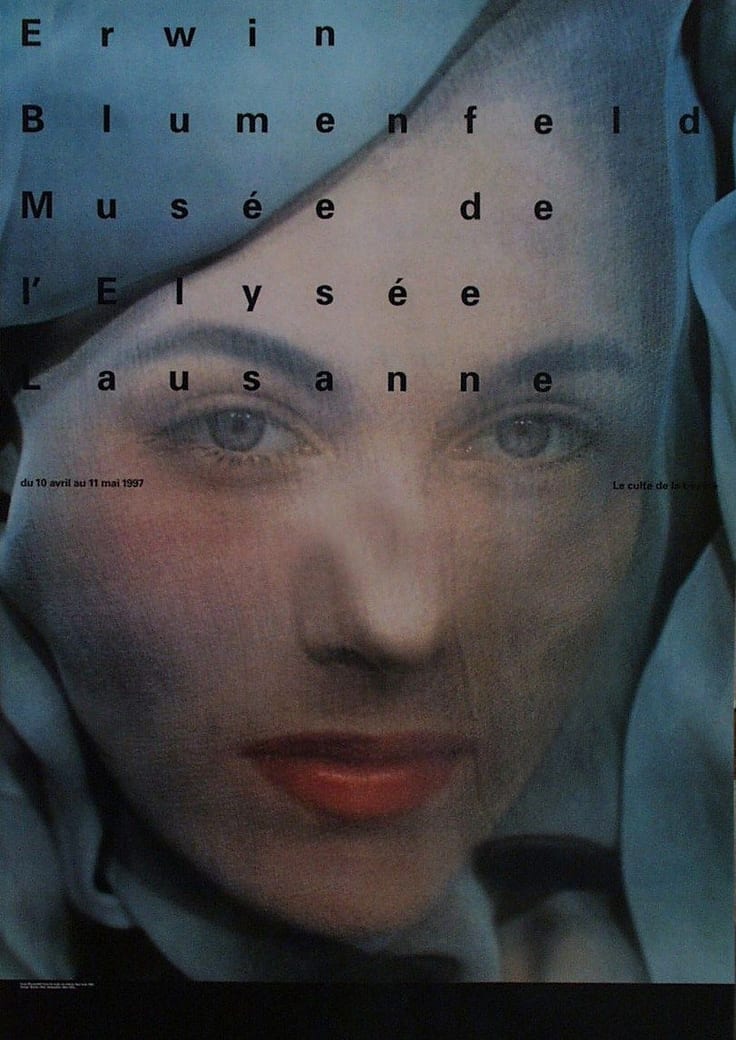 Erwin
Blumenfeld
Musée de
l'Elysée
Lausanne
du 10 avril au 11 mai 1997
Le culte de la